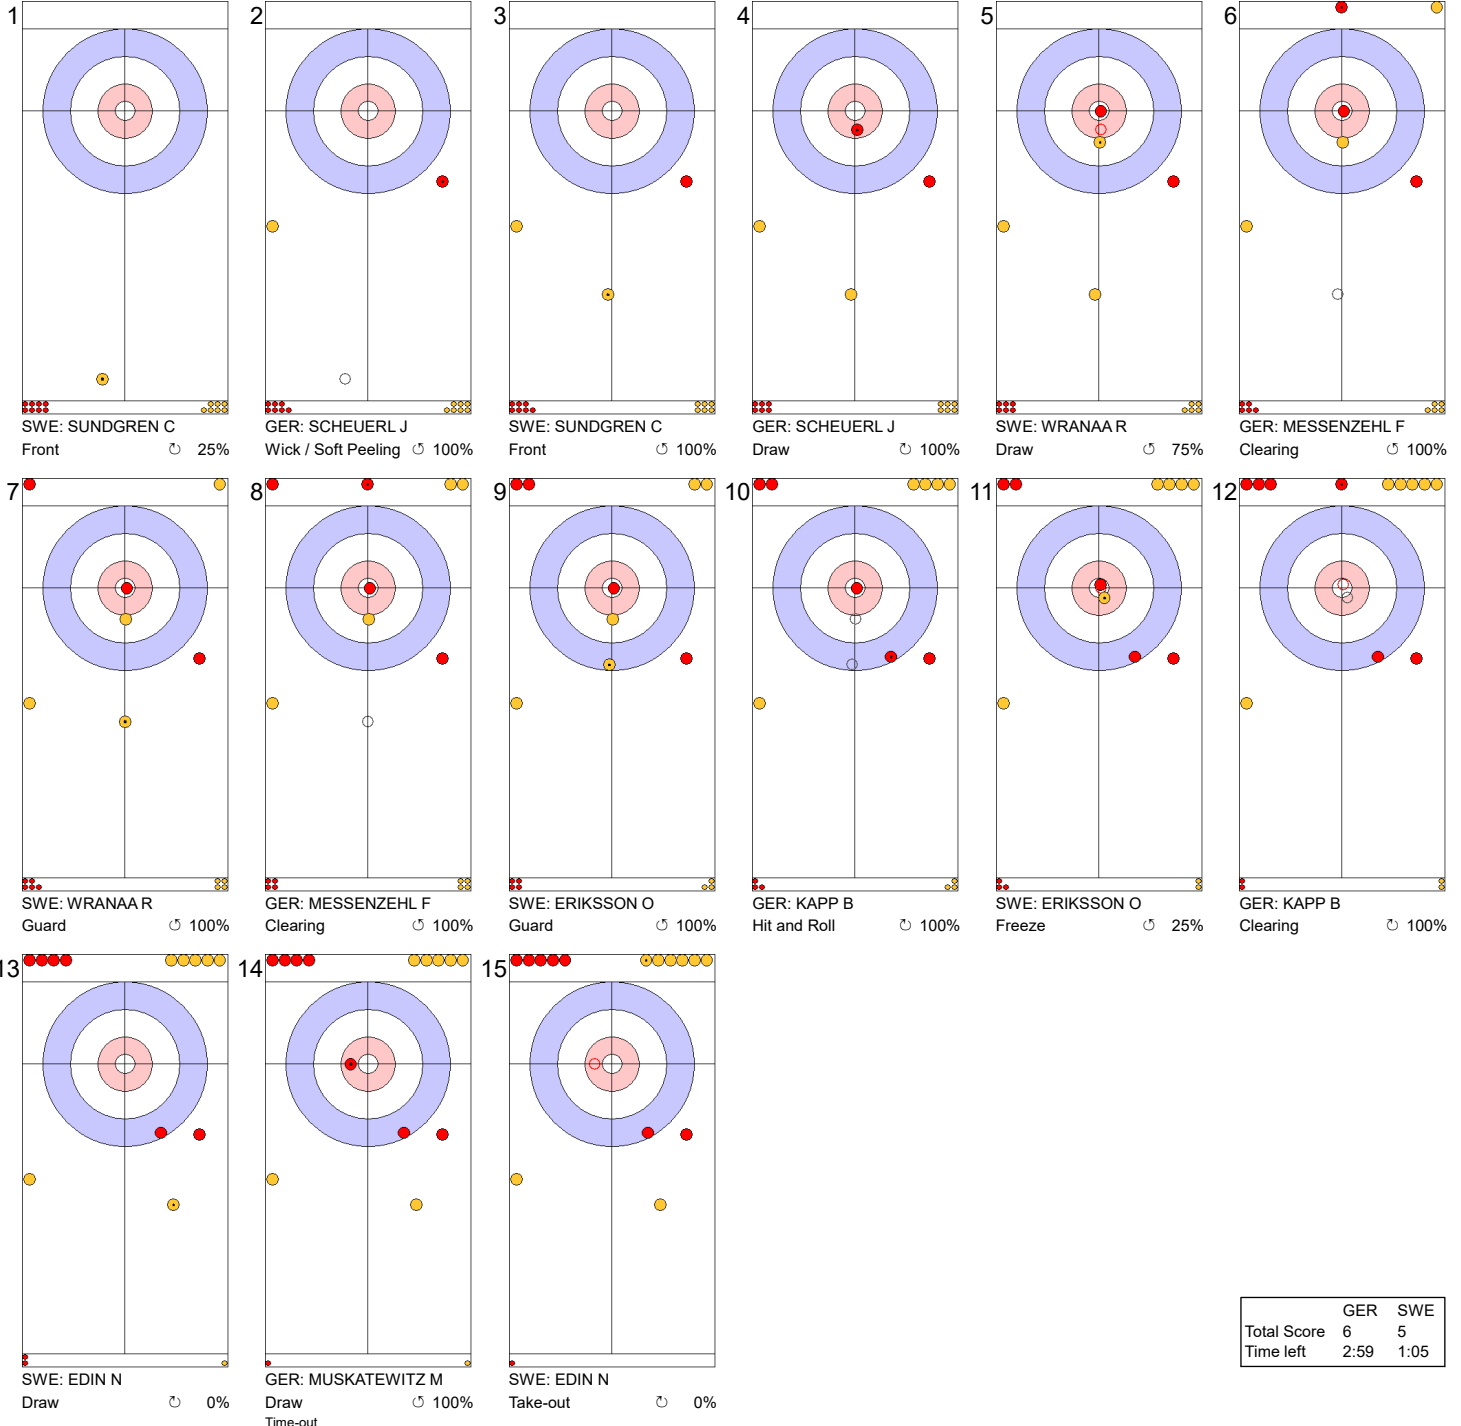 1 2 3 4 5 6
SWE: SUNDGREN C GER: SCHEUERL J SWE: SUNDGREN C GER: SCHEUERL J SWE: WRANAA R GER: MESSENZEHL F
Front ↻ 25% Wick / Soft Peeling ↺ 100% Front ↺ 100% Draw ↻ 100% Draw ↺ 75% Clearing ↻ 100%
7 8 9 10 11 12
SWE: WRANAA R GER: MESSENZEHL F SWE: ERIKSSON O GER: KAPP B SWE: ERIKSSON O GER: KAPP B
Guard ↺ 100% Clearing ↺ 100% Guard ↺ 100% Hit and Roll ↻ 100% Freeze ↺ 25% Clearing ↻ 100%
13 14 15
SWE: EDIN N GER: MUSKATEWITZ M SWE: EDIN N
Draw ↻ 0% Draw ↺ 100% Take-out ↻ 0%
Time-out
GER SWE
Total Score 6 5
Time left 2:59 1:05